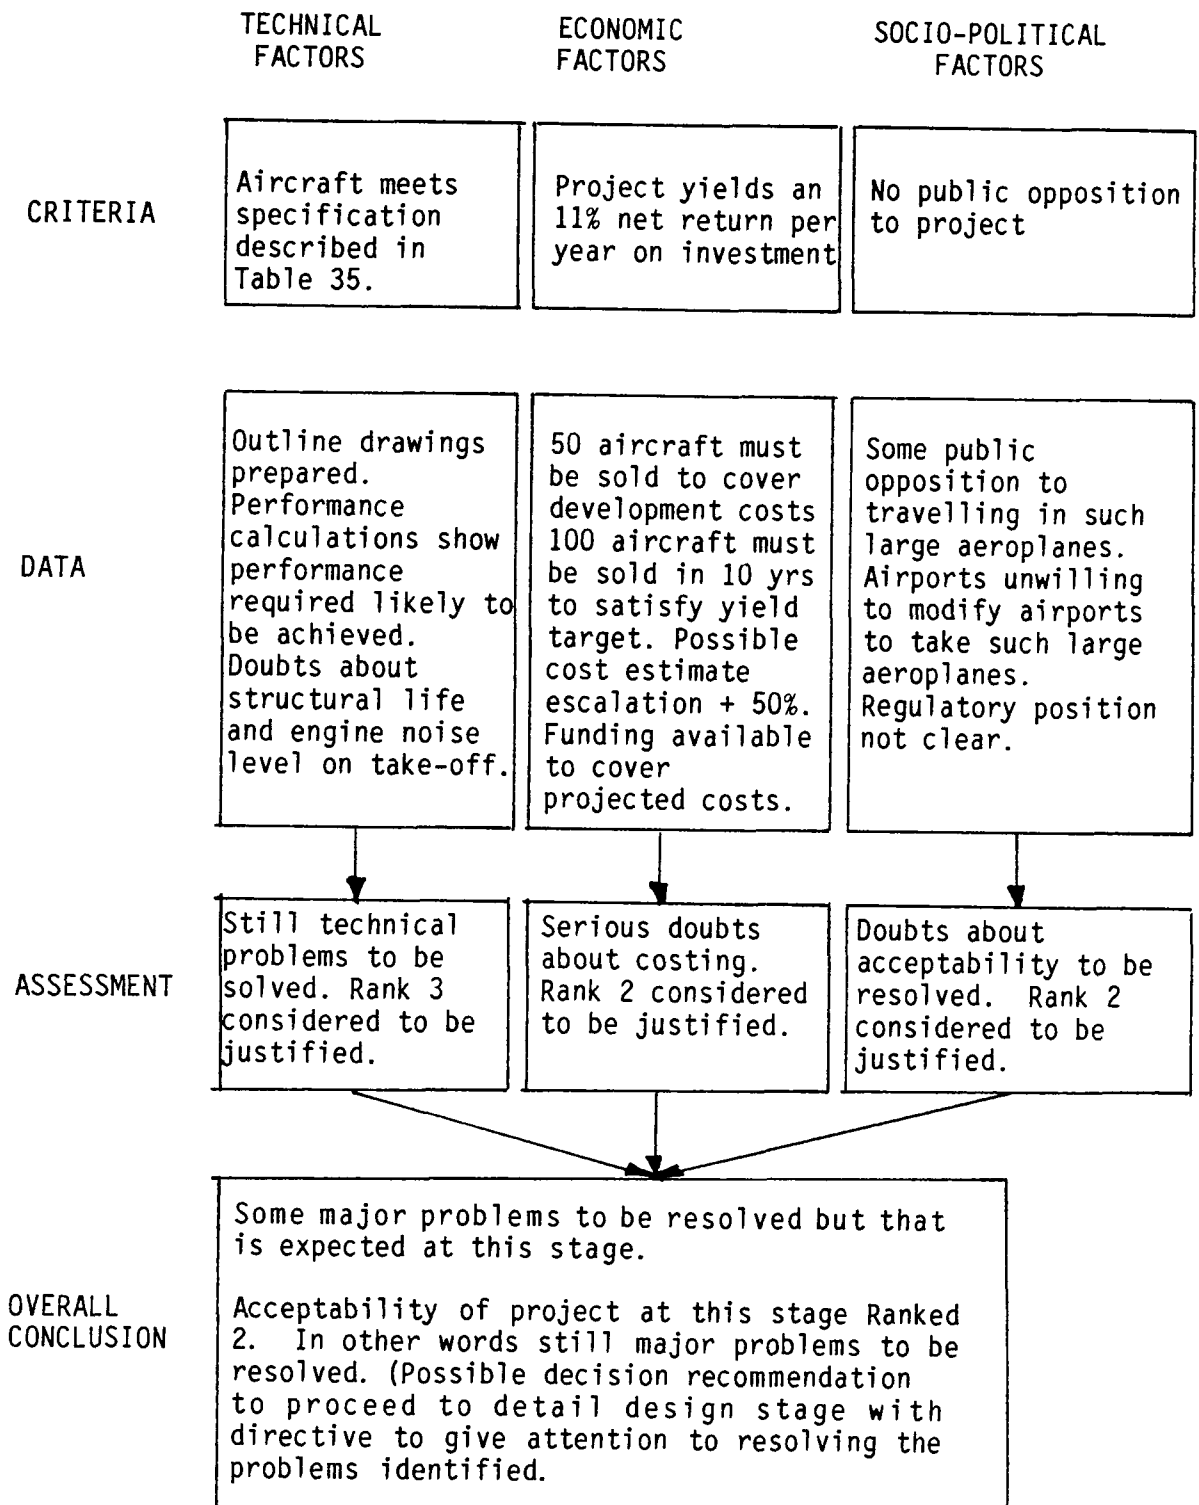 TECHNICAL
FACTORS
ECONOMIC
FACTORS
SOCIO-POLITICAL
FACTORS
CRITERIA
Aircraft meets
specification
described in
Table 35.
Project yields an
11% net return per
year on investment
No public opposition
to project
DATA
Outline drawings
prepared.
Performance
calculations show
performance
required likely to
be achieved.
Doubts about
structural life
and engine noise
level on take-off.
50 aircraft must
be sold to cover
development costs
100 aircraft must
be sold in 10 yrs
to satisfy yield
target. Possible
cost estimate
escalation + 50%.
Funding available
to cover
projected costs.
Some public
opposition to
travelling in such
large aeroplanes.
Airports unwilling
to modify airports
to take such large
aeroplanes.
Regulatory position
not clear.
ASSESSMENT
Still technical
problems to be
solved. Rank 3
considered to be
justified.
Serious doubts
about costing.
Rank 2 considered
to be justified.
Doubts about
acceptability to be
resolved. Rank 2
considered to be
justified.
OVERALL
CONCLUSION
Some major problems to be resolved but that
is expected at this stage.
Acceptability of project at this stage Ranked
2. In other words still major problems to be
resolved. (Possible decision recommendation
to proceed to detail design stage with
directive to give attention to resolving the
problems identified.